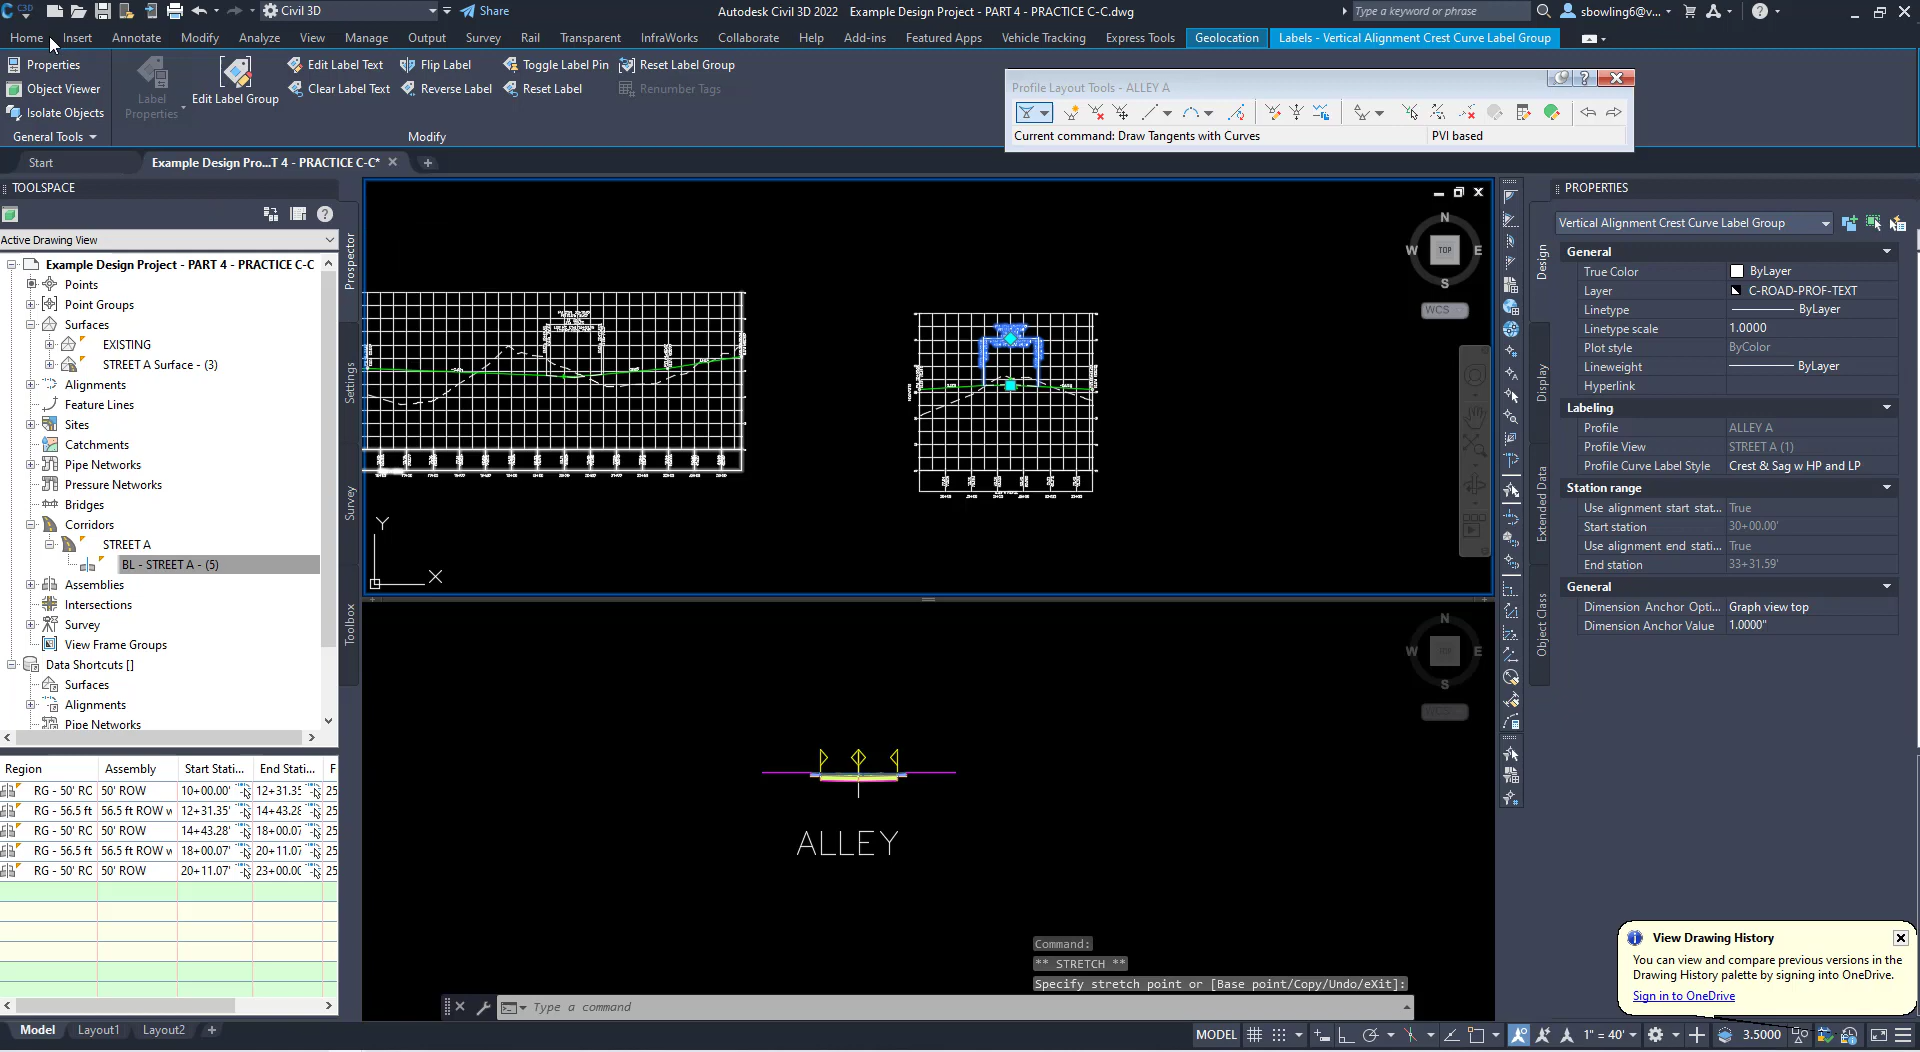 C3D
Civil 3D
Share
Autodesk Civil 3D 2022 Example Design Project - PART 4 - PRACTICE C-C.dwg
Type a keyword or phrase
sbowling6@v...
Home Insert Annotate Modify Analyze View Manage Output Survey Rail Transparent InfraWorks Collaborate Help Add-ins Featured Apps Vehicle Tracking Express Tools Geolocation Labels - Vertical Alignment Crest Curve Label Group
Properties
Object Viewer
Isolate Objects
General Tools
Label Properties
Edit Label Group
Edit Label Text
Clear Label Text
Flip Label
Reverse Label
Toggle Label Pin
Reset Label
Reset Label Group
Renumber Tags
Modify
Profile Layout Tools - ALLEY A
Current command: Draw Tangents with Curves
PVI based
Start
Example Design Pro...T 4 - PRACTICE C-C*
TOOLSPACE
Active Drawing View
Example Design Project - PART 4 - PRACTICE C-C
Points
Point Groups
Surfaces
EXISTING
STREET A Surface - (3)
Alignments
Feature Lines
Sites
Catchments
Pipe Networks
Pressure Networks
Bridges
Corridors
STREET A
BL - STREET A - (5)
Assemblies
Intersections
Survey
View Frame Groups
Data Shortcuts []
Surfaces
Alignments
Pipe Networks
Prospector
Settings
Survey
Toolbox
Region Assembly Start Stati... End Stati... F
RG - 50' RC 50' ROW 10+00.00' 12+31.35 25
RG - 56.5 ft 56.5 ft ROW w 12+31.35' 14+43.28 25
RG - 50' RC 50' ROW 14+43.28' 18+00.07 25
RG - 56.5 ft 56.5 ft ROW w 18+00.07' 20+11.07 25
RG - 50' RC 50' ROW 20+11.07' 23+00.00 25
Model Layout1 Layout2
Y
X
N
W TOP E
S
WCS
N
W TOP E
S
WCS
ALLEY
Command:
** STRETCH **
Specify stretch point or [Base point/Copy/Undo/eXit]:
Type a command
PROPERTIES
Design
Display
Extended Data
Object Class
Vertical Alignment Crest Curve Label Group
General
True Color ByLayer
Layer C-ROAD-PROF-TEXT
Linetype ByLayer
Linetype scale 1.0000
Plot style ByColor
Lineweight ByLayer
Hyperlink
Labeling
Profile ALLEY A
Profile View STREET A (1)
Profile Curve Label Style Crest & Sag w HP and LP
Station range
Use alignment start stat... True
Start station 30+00.00'
Use alignment end stati... True
End station 33+31.59'
General
Dimension Anchor Opti... Graph view top
Dimension Anchor Value 1.0000"
View Drawing History
You can view and compare previous versions in the
Drawing History palette by signing into OneDrive.
Sign in to OneDrive
MODEL
1" = 40'
3.5000